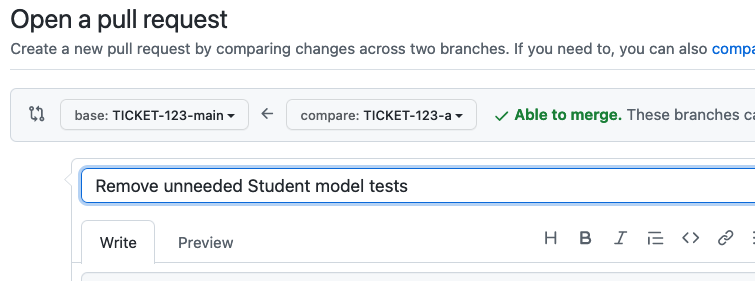 Open a pull request
Create a new pull request by comparing changes across two branches. If you need to, you can also
base: TICKET-123-main compare: TICKET-123-a Able to merge. These branches
Remove unneeded Student model tests
Write Preview H B I